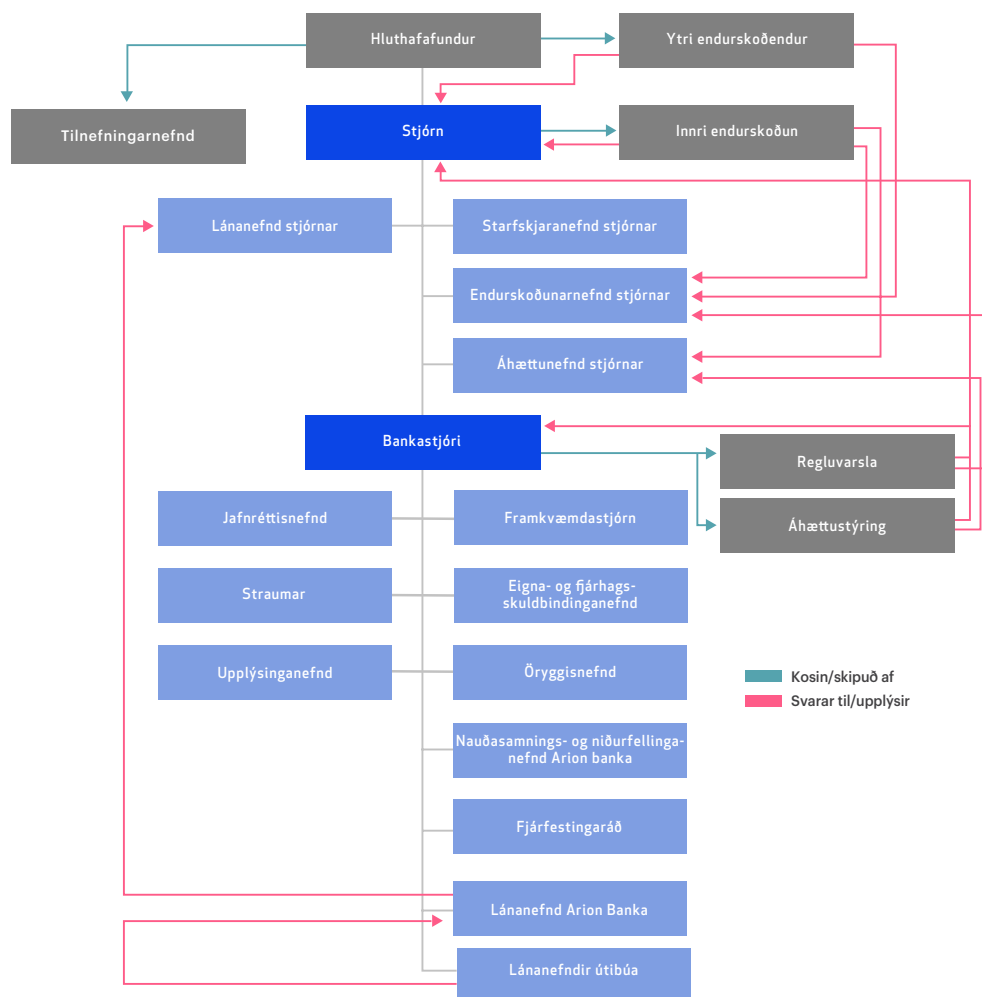 Hluthafafundur
Ytri endurskoðendur
Tilnefningarnefnd
Stjórn
Innri endurskoðun
Lánanefnd stjórnar
Starfskjaranefnd stjórnar
Endurskoðunarnefnd stjórnar
Áhættunefnd stjórnar
Bankastjóri
Regluvarsla
Jafnréttisnefnd
Framkvæmdastjórn
Áhættustýring
Straumar
Eigna- og fjárhags-
skuldbindinganefnd
Upplýsinganefnd
Öryggisnefnd
Kosin/skipuð af
Svarar til/upplýsir
Nauðasamnings- og niðurfellinga-
nefnd Arion banka
Fjárfestingaráð
Lánanefnd Arion Banka
Lánanefndir útibúa